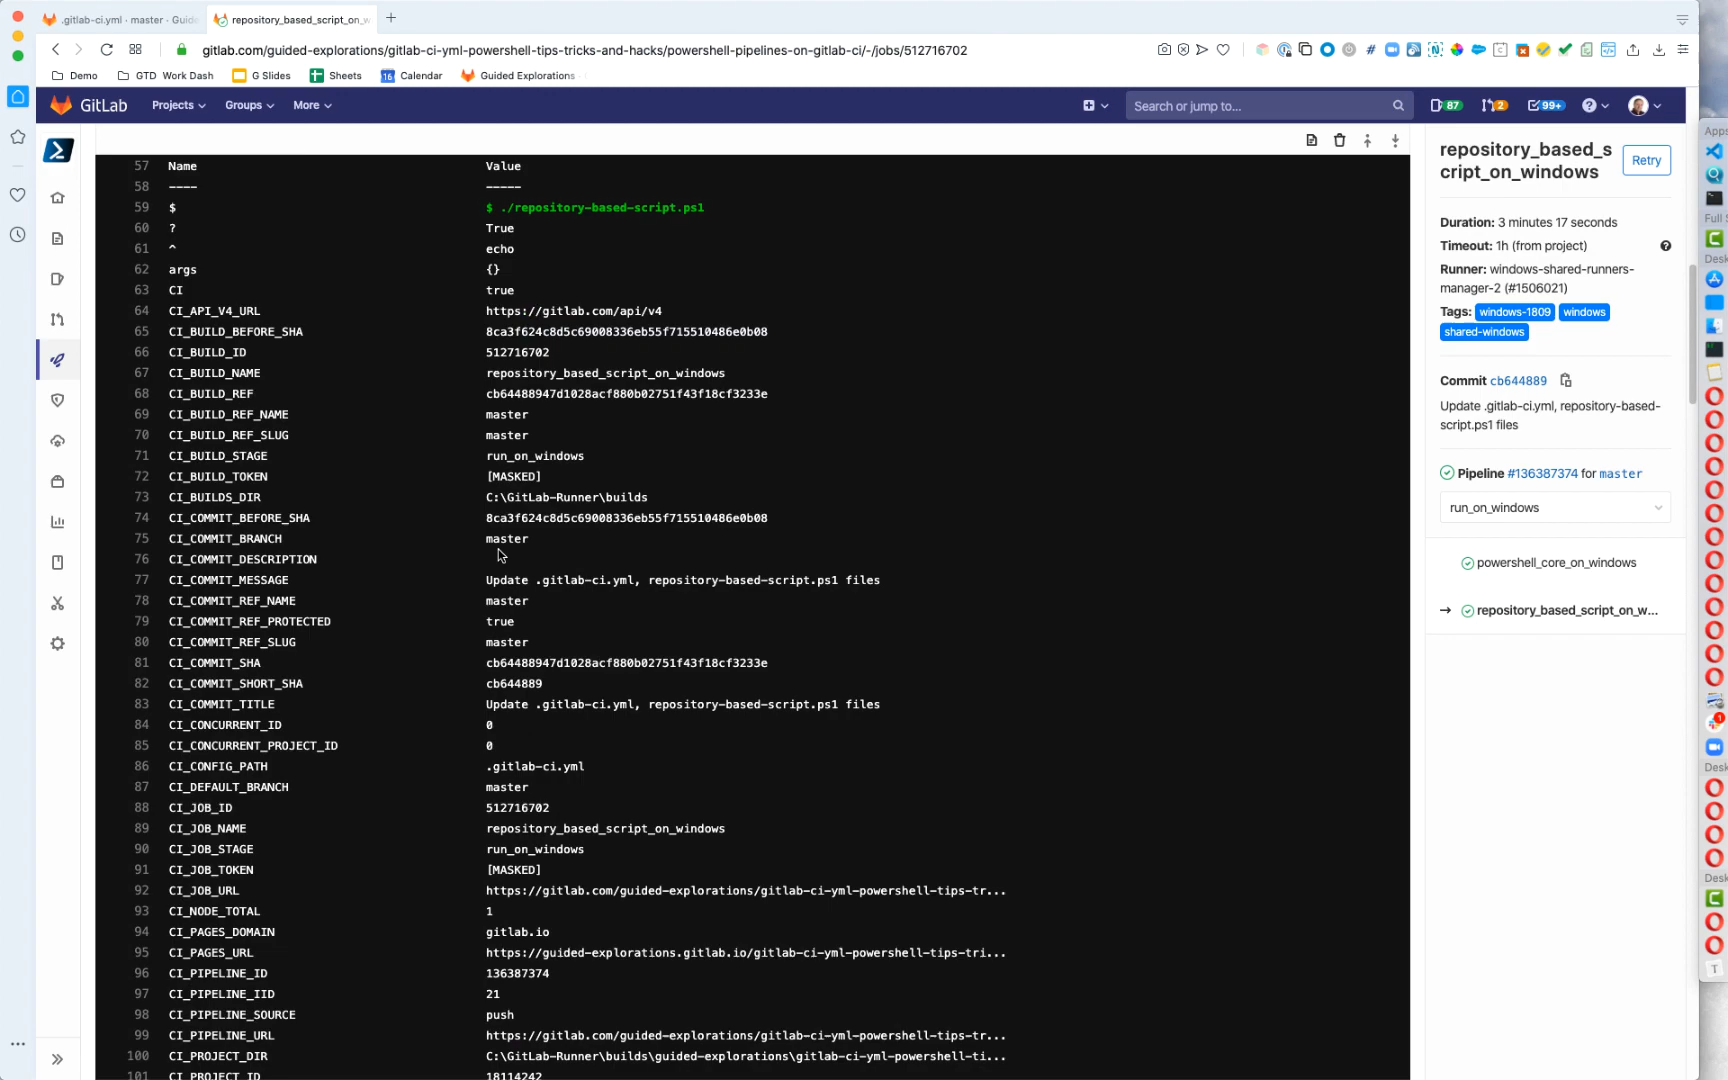 .gitlab-ci.yml · master · Guide
repository_based_script_on_w
gitlab.com/guided-explorations/gitlab-ci-yml-powershell-tips-tricks-and-hacks/powershell-pipelines-on-gitlab-ci/-/jobs/512716702
Demo
GTD Work Dash
G Slides
Sheets
16
Calendar
Guided Explorations
GitLab
Projects
Groups
More
Search or jump to...
87
2
99+
57 Name Value
58 ---- -----
59 $ $ ./repository-based-script.ps1
60 ? True
61 ^ echo
62 args {}
63 CI true
64 CI_API_V4_URL https://gitlab.com/api/v4
65 CI_BUILD_BEFORE_SHA 8ca3f624c8d5c69008336eb55f715510486e0b08
66 CI_BUILD_ID 512716702
67 CI_BUILD_NAME repository_based_script_on_windows
68 CI_BUILD_REF cb64488947d1028acf880b02751f43f18cf3233e
69 CI_BUILD_REF_NAME master
70 CI_BUILD_REF_SLUG master
71 CI_BUILD_STAGE run_on_windows
72 CI_BUILD_TOKEN [MASKED]
73 CI_BUILDS_DIR C:\GitLab-Runner\builds
74 CI_COMMIT_BEFORE_SHA 8ca3f624c8d5c69008336eb55f715510486e0b08
75 CI_COMMIT_BRANCH master
76 CI_COMMIT_DESCRIPTION
77 CI_COMMIT_MESSAGE Update .gitlab-ci.yml, repository-based-script.ps1 files
78 CI_COMMIT_REF_NAME master
79 CI_COMMIT_REF_PROTECTED true
80 CI_COMMIT_REF_SLUG master
81 CI_COMMIT_SHA cb64488947d1028acf880b02751f43f18cf3233e
82 CI_COMMIT_SHORT_SHA cb644889
83 CI_COMMIT_TITLE Update .gitlab-ci.yml, repository-based-script.ps1 files
84 CI_CONCURRENT_ID 0
85 CI_CONCURRENT_PROJECT_ID 0
86 CI_CONFIG_PATH .gitlab-ci.yml
87 CI_DEFAULT_BRANCH master
88 CI_JOB_ID 512716702
89 CI_JOB_NAME repository_based_script_on_windows
90 CI_JOB_STAGE run_on_windows
91 CI_JOB_TOKEN [MASKED]
92 CI_JOB_URL https://gitlab.com/guided-explorations/gitlab-ci-yml-powershell-tips-tr...
93 CI_NODE_TOTAL 1
94 CI_PAGES_DOMAIN gitlab.io
95 CI_PAGES_URL https://guided-explorations.gitlab.io/gitlab-ci-yml-powershell-tips-tri...
96 CI_PIPELINE_ID 136387374
97 CI_PIPELINE_IID 21
98 CI_PIPELINE_SOURCE push
99 CI_PIPELINE_URL https://gitlab.com/guided-explorations/gitlab-ci-yml-powershell-tips-tr...
100 CI_PROJECT_DIR C:\GitLab-Runner\builds\guided-explorations\gitlab-ci-yml-powershell-ti...
101 CI_PROJECT_ID 18114242
repository_based_s
cript_on_windows
Retry
Duration: 3 minutes 17 seconds
Timeout: 1h (from project)
Runner: windows-shared-runners-
manager-2 (#1506021)
Tags: windows-1809 windows
shared-windows
Commit cb644889
Update .gitlab-ci.yml, repository-based-
script.ps1 files
Pipeline #136387374 for master
run_on_windows
powershell_core_on_windows
repository_based_script_on_w...
Apps
Full S
Desk
1
Desk
Desk
T